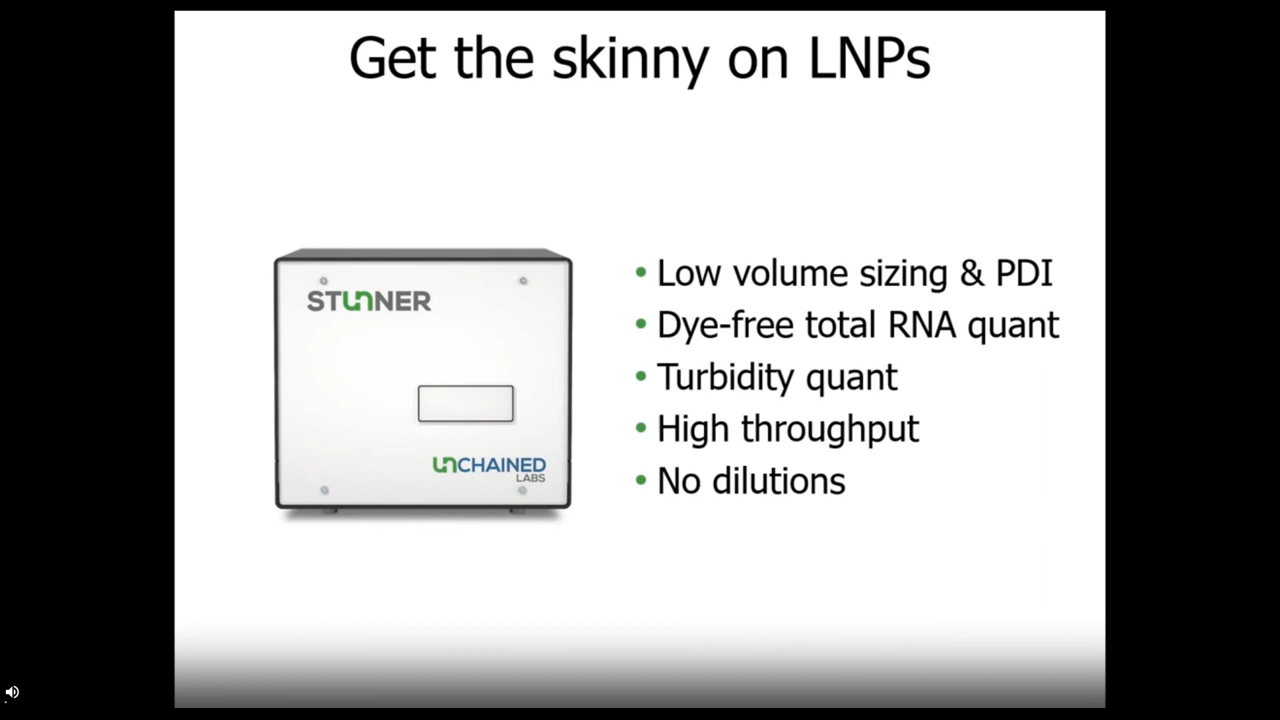 Get the skinny on LNPs
STUNNER
UNCHAINED
LABS
• Low volume sizing & PDI
• Dye-free total RNA quant
• Turbidity quant
• High throughput
• No dilutions